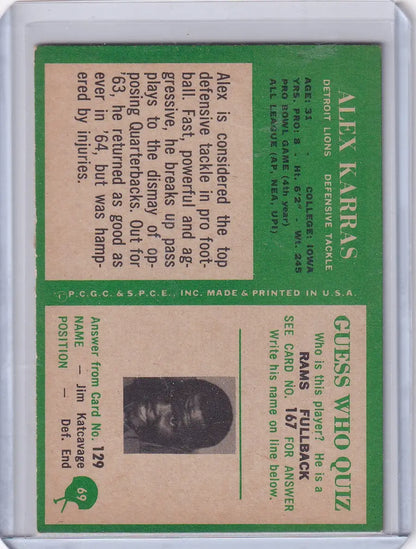 ALEX KARRAS
DETROIT LIONS DEFENSIVE TACKLE
AGE: 31 COLLEGE: IOWA
YRS. PRO: 8 · Ht. 6'2" · Wt. 245
PRO BOWL GAME (4th year)
ALL LEAGUE (AP, NEA, UPI)
Alex is considered the top
defensive tackle in pro foot-
ball. Fast, powerful and ag-
gressive, he breaks up pass
plays to the dismay of op-
posing Quarterbacks. Out for
'63, he returned as good as
ever in '64, but was hamp-
ered by injuries.
©P.C.G.C. & S.P.C.E., INC. MADE & PRINTED IN U.S.A.
GUESS WHO QUIZ
Who is this player? He is a
RAMS FULLBACK
SEE CARD NO. 167 FOR ANSWER
Write his name on line below.
Answer from Card No. 129
NAME — Jim Katcavage
POSITION — Def. End
69